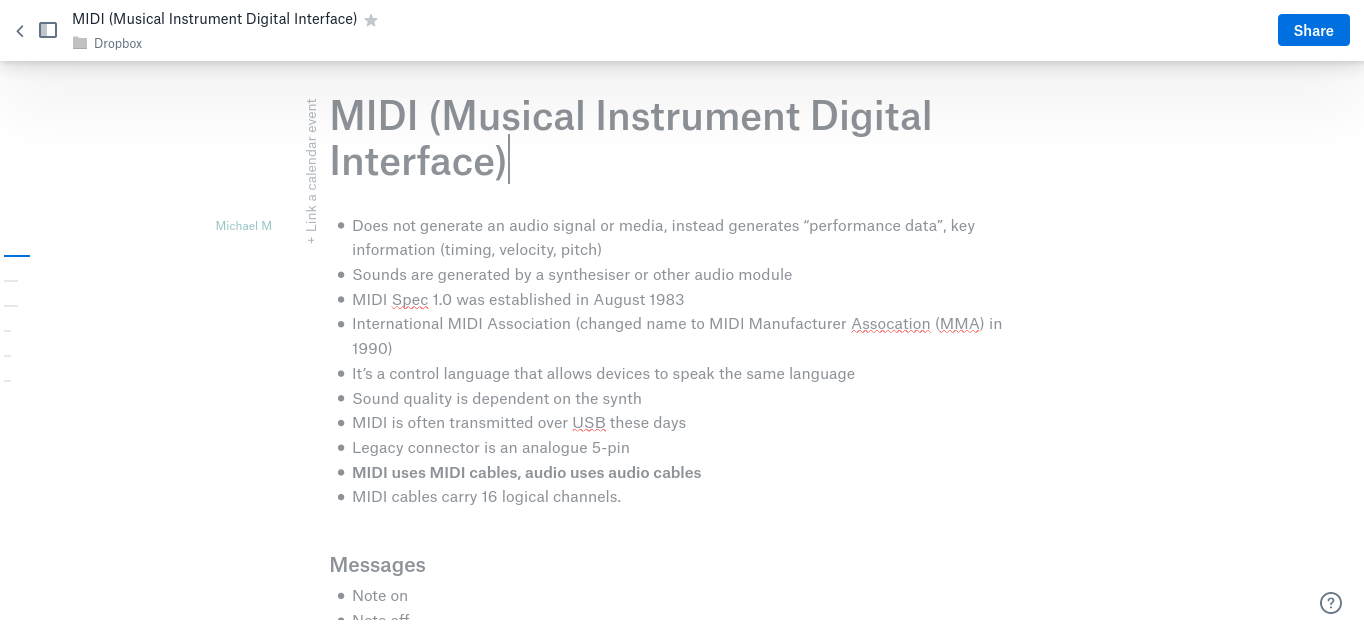 MIDI (Musical Instrument Digital Interface)
Dropbox
Share
+ Link a calendar event
MIDI (Musical Instrument Digital
Interface)
Michael M
Does not generate an audio signal or media, instead generates “performance data”, key
information (timing, velocity, pitch)
Sounds are generated by a synthesiser or other audio module
MIDI Spec 1.0 was established in August 1983
International MIDI Association (changed name to MIDI Manufacturer Assocation (MMA) in
1990)
It’s a control language that allows devices to speak the same language
Sound quality is dependent on the synth
MIDI is often transmitted over USB these days
Legacy connector is an analogue 5-pin
MIDI uses MIDI cables, audio uses audio cables
MIDI cables carry 16 logical channels.
Messages
Note on
Note off
?